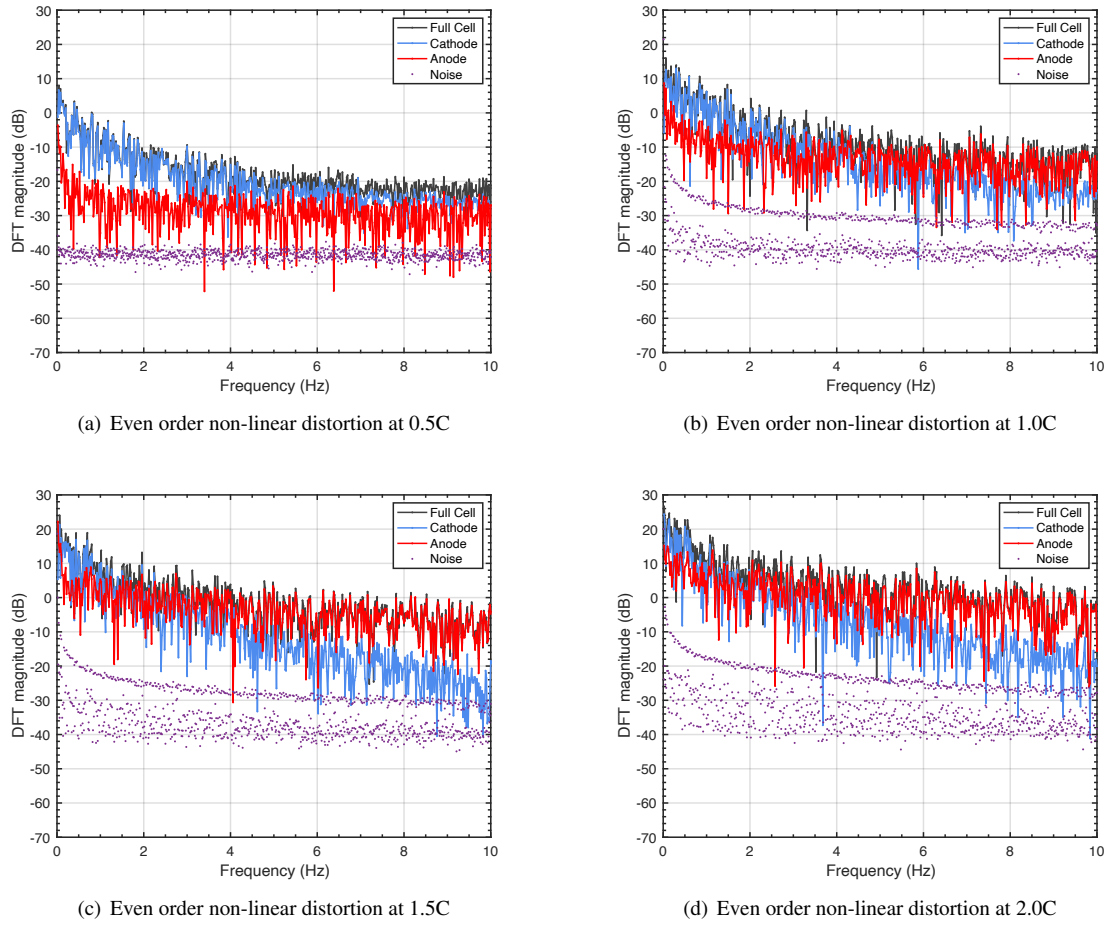 30
20
10
0
-10
-20
-30
-40
-50
-60
-70
DFT magnitude (dB)
Full Cell
Cathode
Anode
Noise
0 2 4 6 8 10
Frequency (Hz)
(a) Even order non-linear distortion at 0.5C
30
20
10
0
-10
-20
-30
-40
-50
-60
-70
DFT magnitude (dB)
Full Cell
Cathode
Anode
Noise
0 2 4 6 8 10
Frequency (Hz)
(b) Even order non-linear distortion at 1.0C
30
20
10
0
-10
-20
-30
-40
-50
-60
-70
DFT magnitude (dB)
Full Cell
Cathode
Anode
Noise
0 2 4 6 8 10
Frequency (Hz)
(c) Even order non-linear distortion at 1.5C
30
20
10
0
-10
-20
-30
-40
-50
-60
-70
DFT magnitude (dB)
Full Cell
Cathode
Anode
Noise
0 2 4 6 8 10
Frequency (Hz)
(d) Even order non-linear distortion at 2.0C